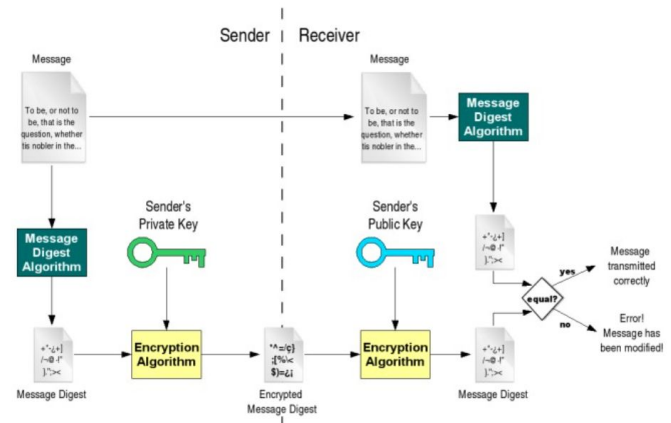 Sender
Receiver
Message
To be, or not to
be, that is the
question, whether
tis nobler in the...
Message
Digest
Algorithm
Sender's
Private Key
+*-¿+]
/¬@ -!"
}.";><
Message Digest
Encryption
Algorithm
*^=/ç}
;[%\<
$)=¿¡
Encrypted
Message Digest
Message
To be, or not to
be, that is the
question, whether
tis nobler in the...
Message
Digest
Algorithm
Sender's
Public Key
Encryption
Algorithm
+*-¿+]
/¬@ -!"
}.";><
+*-¿+]
/¬@ -!"
}.";><
Message Digest
equal?
yes
no
Message
transmitted
correctly
Error!
Message has
been modified!